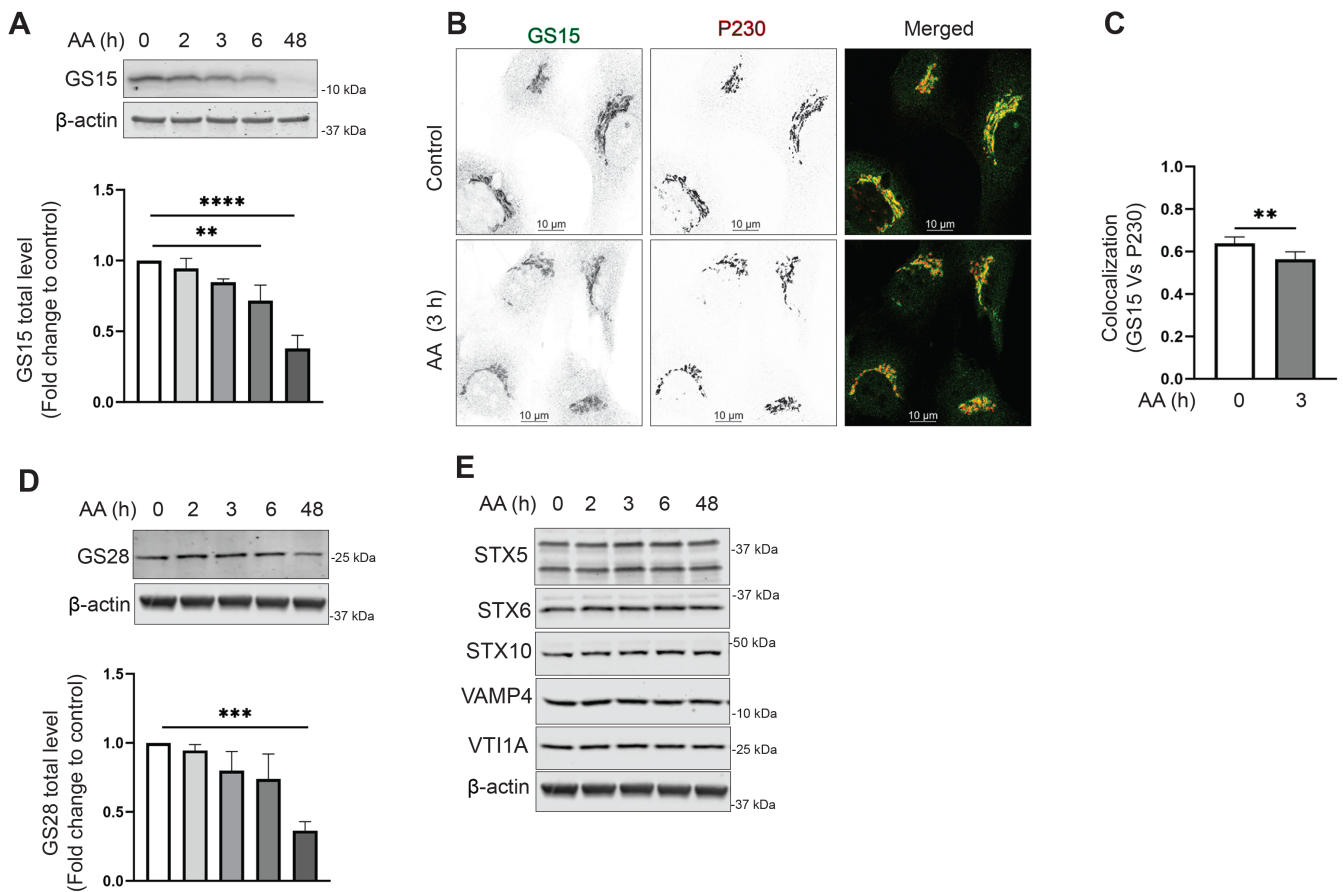 A
AA (h) 0 2 3 6 48
GS15
-10 kDa
β-actin
-37 kDa
GS15 total level
(Fold change to control)
1.5
1.0
0.5
0.0
****
**
B
GS15 P230 Merged
Control
10 µm 10 µm 10 µm
AA (3 h)
10 µm 10 µm 10 µm
C
Colocalization
(GS15 Vs P230)
1.0
0.8
0.6
0.4
0.2
0.0
**
AA (h) 0 3
D
AA (h) 0 2 3 6 48
GS28
-25 kDa
β-actin
-37 kDa
GS28 total level
(Fold change to control)
1.5
1.0
0.5
0.0
***
E
AA (h) 0 2 3 6 48
STX5
-37 kDa
-37 kDa
STX6
STX10
-50 kDa
VAMP4
-10 kDa
VTI1A
-25 kDa
β-actin
-37 kDa